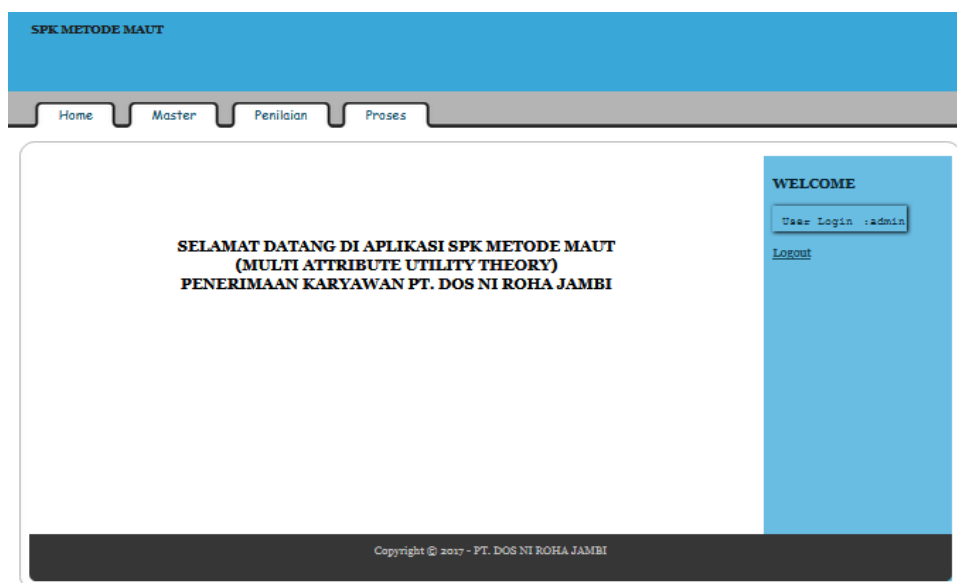 SPK METODE MAUT
Home Master Penilaian Proses
SELAMAT DATANG DI APLIKASI SPK METODE MAUT
(MULTI ATTRIBUTE UTILITY THEORY)
PENERIMAAN KARYAWAN PT. DOS NI ROHA JAMBI
WELCOME
User Login :admin
Logout
Copyright © 2017 - PT. DOS NI ROHA JAMBI